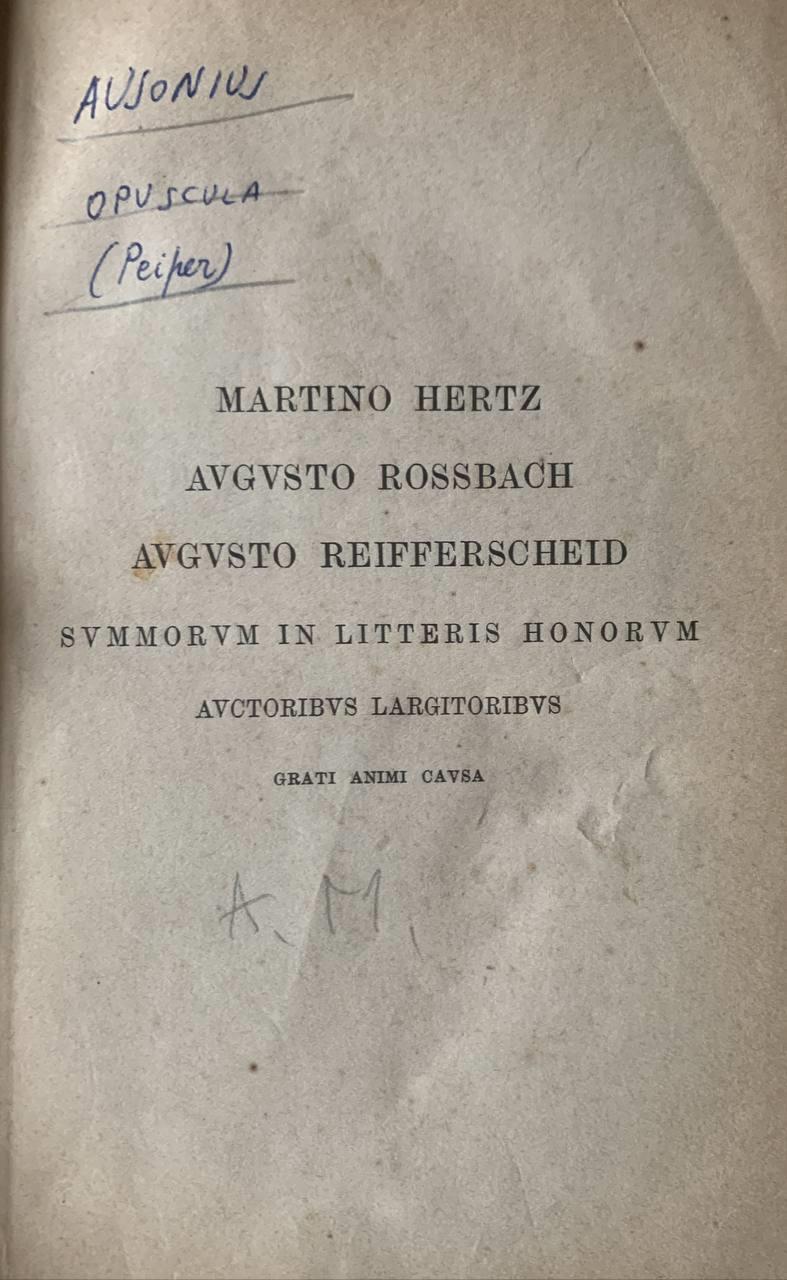 AUSONIUS
OPUSCULA
(Peiper)
MARTINO HERTZ
AVGVSTO ROSSBACH
AVGVSTO REIFFERSCHEID
SVMMORVM IN LITTERIS HONORVM
AVCTORIBVS LARGITORIBVS
GRATI ANIMI CAVSA
A. M.